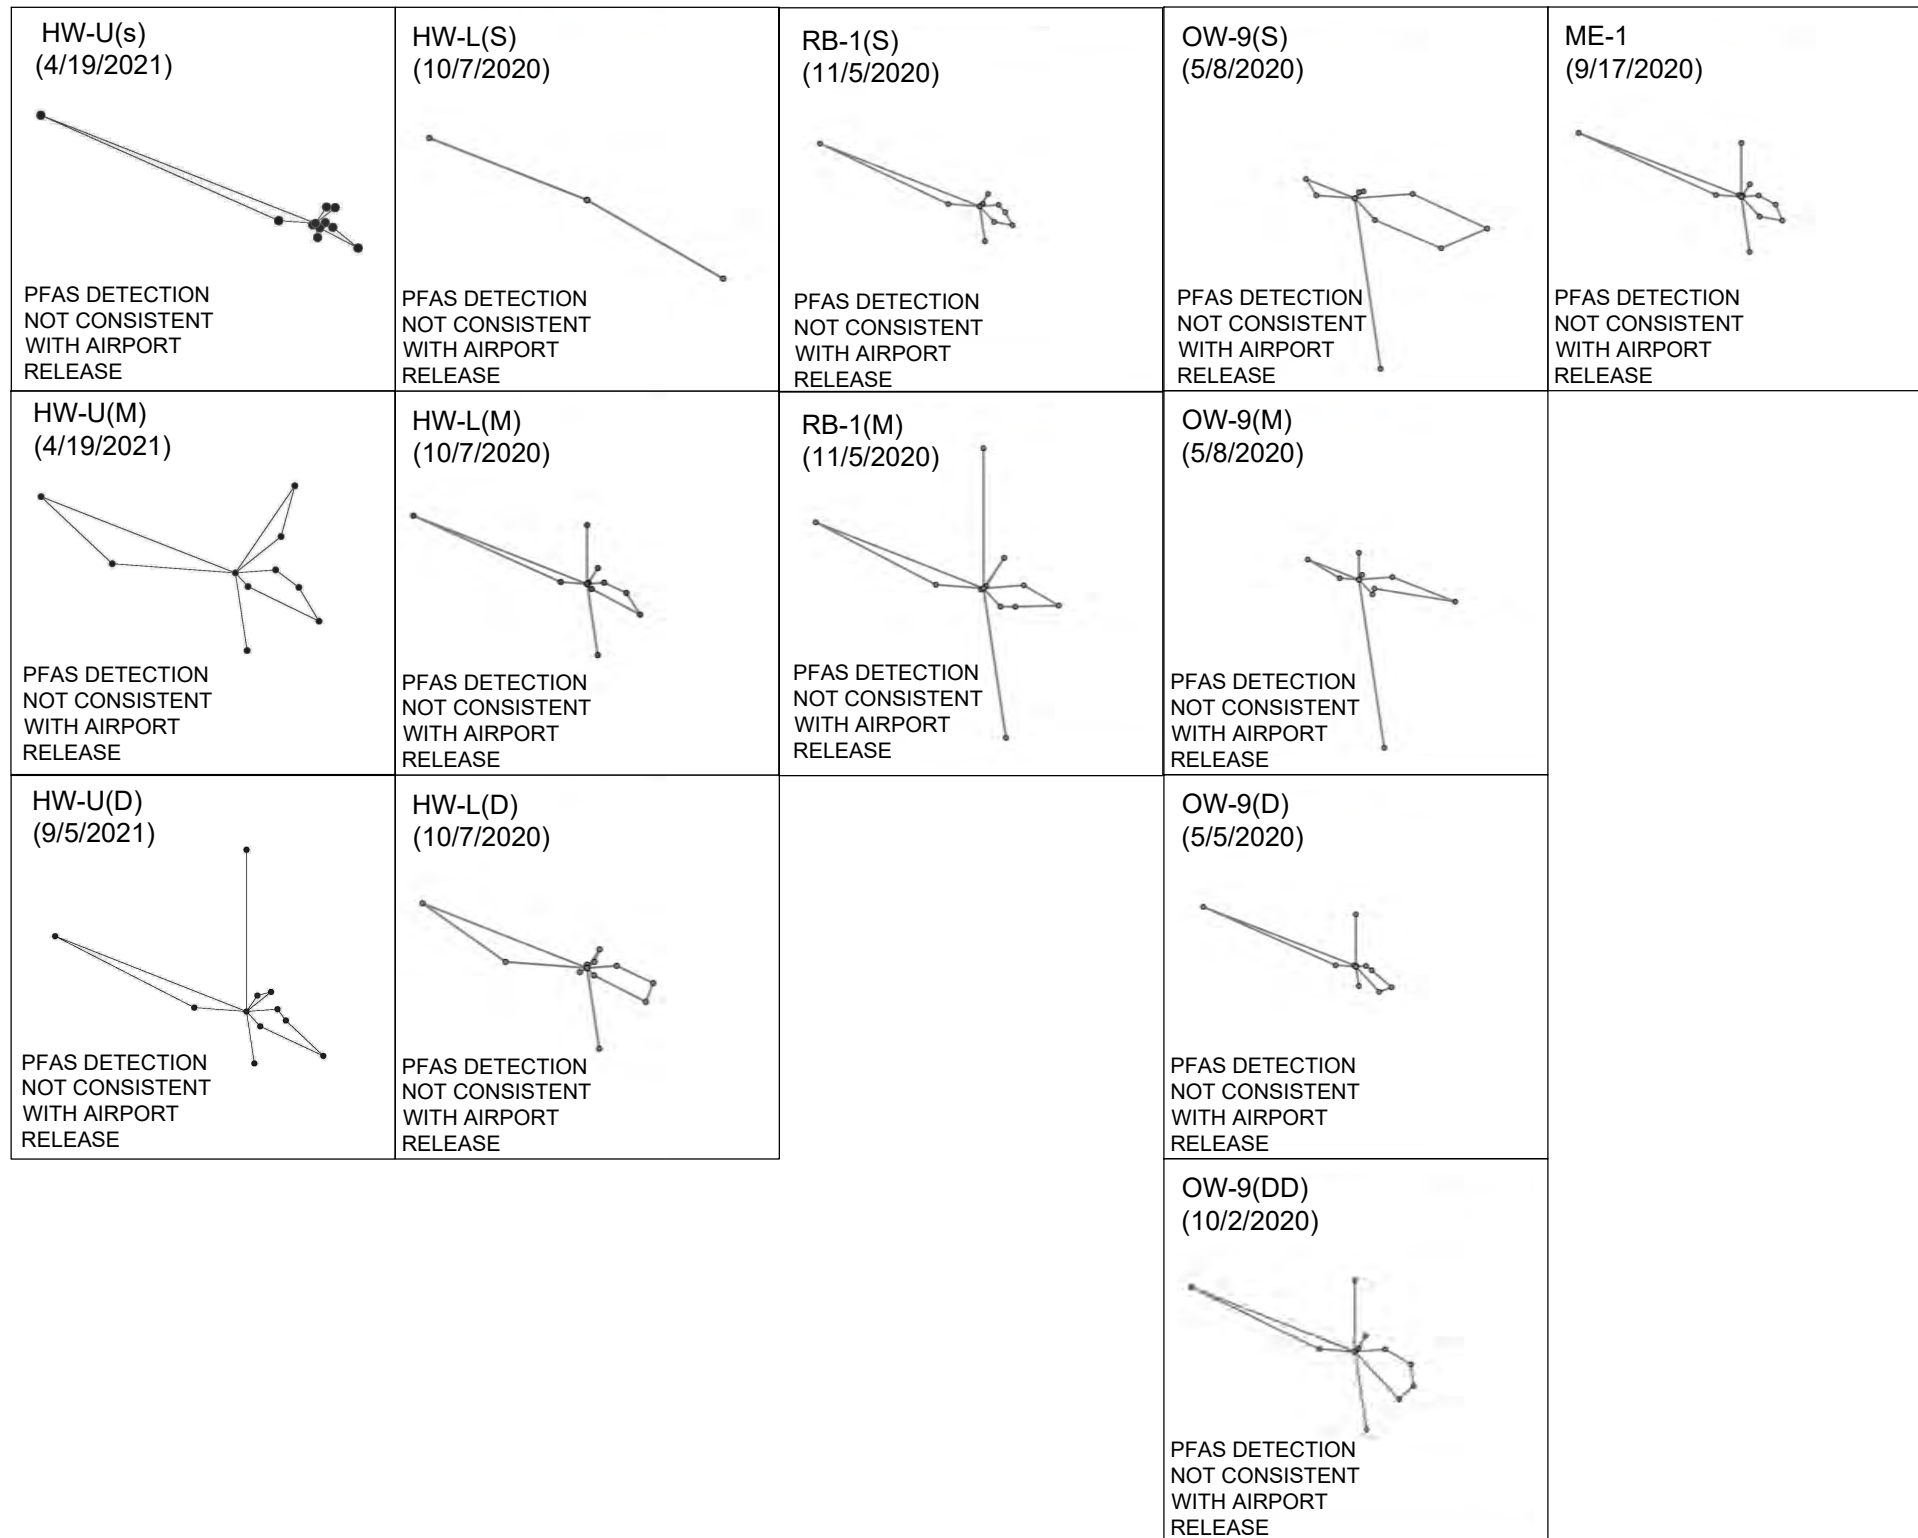 HW-U(s)
(4/19/2021)
PFAS DETECTION
NOT CONSISTENT
WITH AIRPORT
RELEASE
HW-L(S)
(10/7/2020)
PFAS DETECTION
NOT CONSISTENT
WITH AIRPORT
RELEASE
RB-1(S)
(11/5/2020)
PFAS DETECTION
NOT CONSISTENT
WITH AIRPORT
RELEASE
OW-9(S)
(5/8/2020)
PFAS DETECTION
NOT CONSISTENT
WITH AIRPORT
RELEASE
ME-1
(9/17/2020)
PFAS DETECTION
NOT CONSISTENT
WITH AIRPORT
RELEASE
HW-U(M)
(4/19/2021)
PFAS DETECTION
NOT CONSISTENT
WITH AIRPORT
RELEASE
HW-L(M)
(10/7/2020)
PFAS DETECTION
NOT CONSISTENT
WITH AIRPORT
RELEASE
RB-1(M)
(11/5/2020)
PFAS DETECTION
NOT CONSISTENT
WITH AIRPORT
RELEASE
OW-9(M)
(5/8/2020)
PFAS DETECTION
NOT CONSISTENT
WITH AIRPORT
RELEASE
HW-U(D)
(9/5/2021)
PFAS DETECTION
NOT CONSISTENT
WITH AIRPORT
RELEASE
HW-L(D)
(10/7/2020)
PFAS DETECTION
NOT CONSISTENT
WITH AIRPORT
RELEASE
OW-9(D)
(5/5/2020)
PFAS DETECTION
NOT CONSISTENT
WITH AIRPORT
RELEASE
OW-9(DD)
(10/2/2020)
PFAS DETECTION
NOT CONSISTENT
WITH AIRPORT
RELEASE